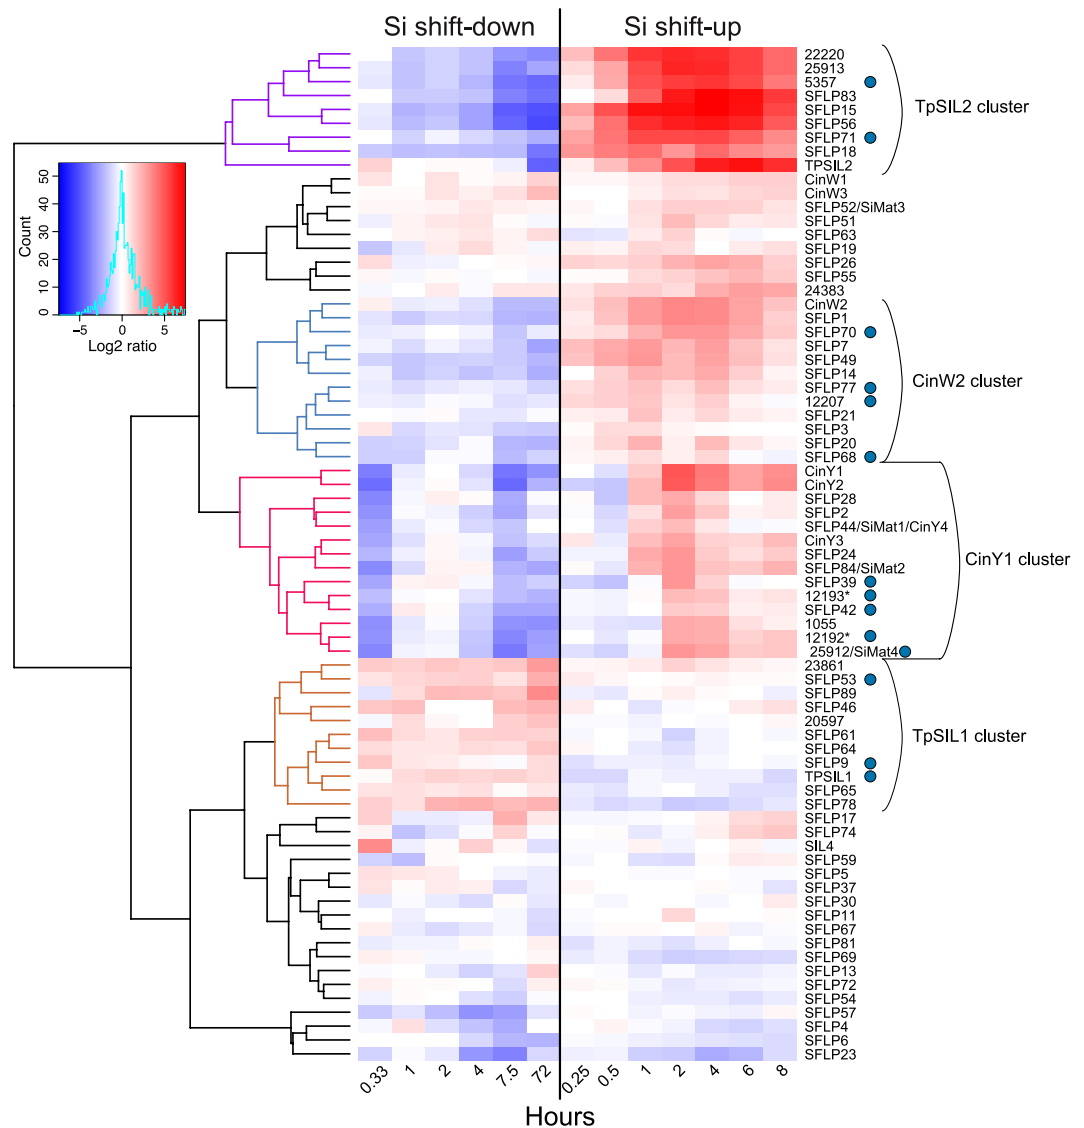 Si shift-down
Si shift-up
22220
25913
5357
SFLP83
SFLP15
SFLP56
SFLP71
SFLP18
TPSIL2
CinW1
CinW3
SFLP52/SiMat3
SFLP51
SFLP63
SFLP19
SFLP26
SFLP55
24383
CinW2
SFLP1
SFLP70
SFLP7
SFLP49
SFLP14
SFLP77
12207
SFLP21
SFLP3
SFLP20
SFLP68
CinY1
CinY2
SFLP28
SFLP2
SFLP44/SiMat1/CinY4
CinY3
SFLP24
SFLP84/SiMat2
SFLP39
12193*
SFLP42
1055
12192*
25912/SiMat4
23861
SFLP53
SFLP89
SFLP46
20597
SFLP61
SFLP64
SFLP9
TPSIL1
SFLP65
SFLP78
SFLP17
SFLP74
SIL4
SFLP59
SFLP5
SFLP37
SFLP30
SFLP11
SFLP67
SFLP81
SFLP69
SFLP13
SFLP72
SFLP54
SFLP57
SFLP4
SFLP6
SFLP23
TpSIL2 cluster
CinW2 cluster
CinY1 cluster
TpSIL1 cluster
50
40
30
20
10
0
Count
−5 0 5
Log2 ratio
0.33 1 2 4 7.5 72 0.25 0.5 1 2 4 6 8
Hours